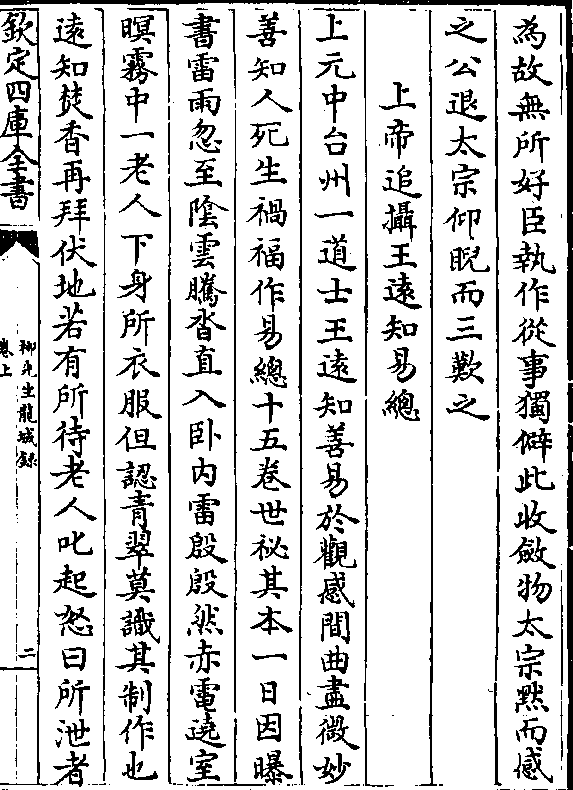 為故無所好臣執作從事獨僻此收斂物太宗黙而感
之公退太宗仰睨而三歎之
上帝追攝王逺知易總
上元中台州一道士王逺知善易於觀感間曲盡微妙
善知人死生禍福作易總十五卷世祕其本一日因曝
書雷雨忽至陰雲騰沓直入卧内雷殷殷然赤電遶室
暝霧中一老人下身所衣服但認青翠莫識其制作也
逺知焚香再拜伏地若有所待老人叱起怒曰所泄者
欽定四庫全書
柳先生龍城録
卷上
二